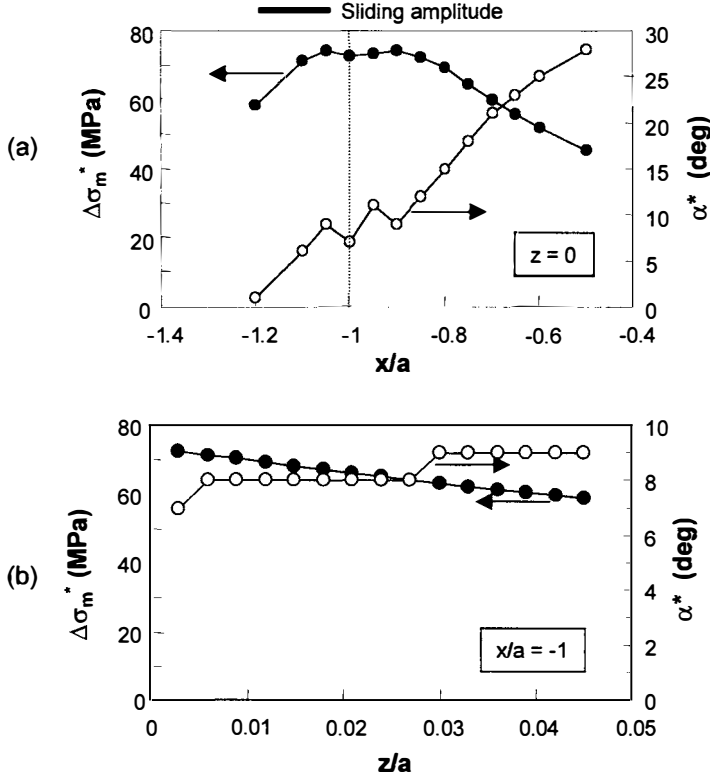 Sliding amplitude
(a)
Δσm* (MPa)
80
60
40
20
0
30
25
20
15
10
5
0
α* (deg)
z = 0
-1.4 -1.2 -1 -0.8 -0.6 -0.4
x/a
(b)
Δσm* (MPa)
80
60
40
20
0
10
8
6
4
2
0
α* (deg)
x/a = -1
0 0.01 0.02 0.03 0.04 0.05
z/a